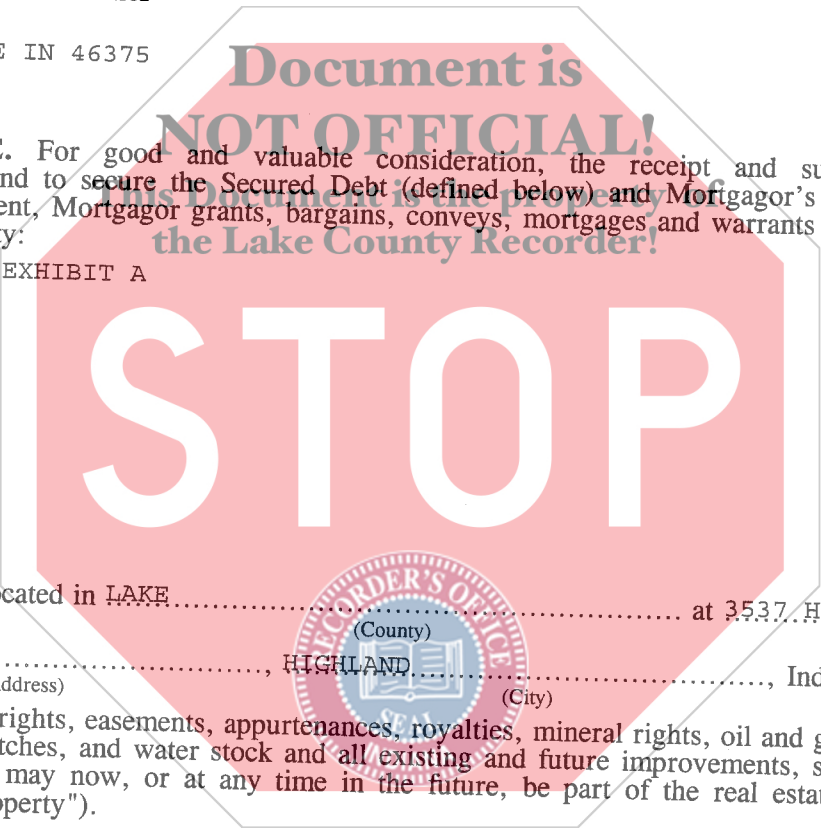 E IN 46375
Document is
NOT OFFICIAL!
This Document is the property of
the Lake County Recorder!
E. For good and valuable consideration, the receipt and su
nd to secure the Secured Debt (defined below) and Mortgagor's
ent, Mortgagor grants, bargains, conveys, mortgages and warrants
ty:
EXHIBIT A
STOP
ocated in LAKE at 3537 H
(County)
, HIGHLAND , Ind
ddress) (City)
RECORDER'S OFFICE
SEAL
rights, easements, appurtenances, royalties, mineral rights, oil and g
tches, and water stock and all existing and future improvements, s
may now, or at any time in the future, be part of the real estat
operty").